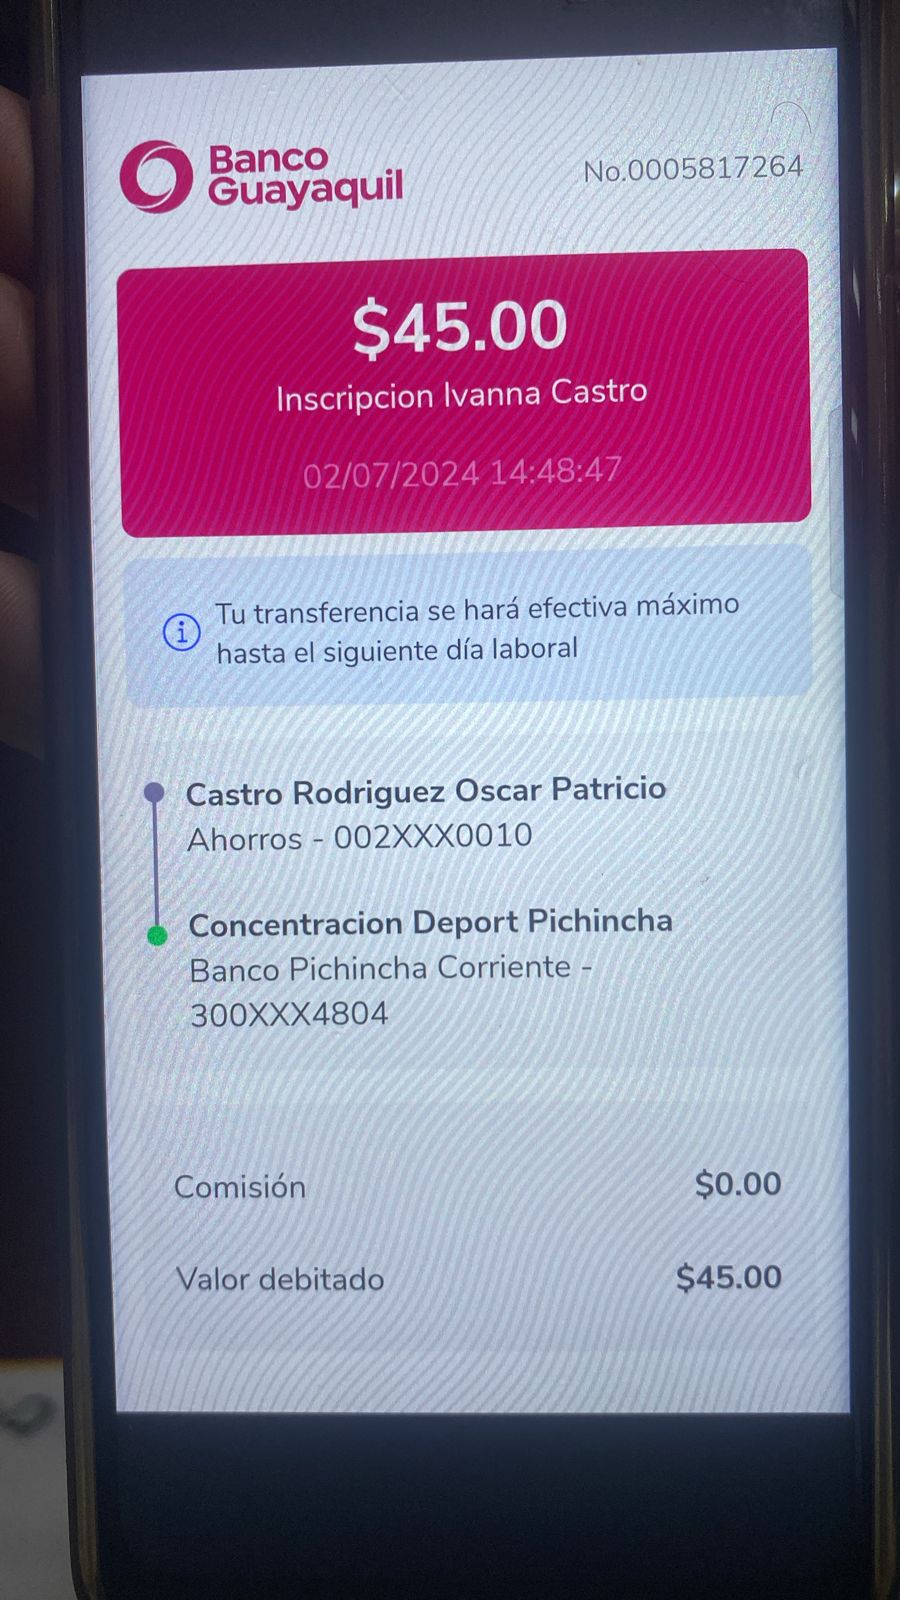 Banco
Guayaquil
No.0005817264
$45.00
Inscripcion Ivanna Castro
02/07/2024 14:48:47
Tu transferencia se hará efectiva máximo
hasta el siguiente día laboral
Castro Rodriguez Oscar Patricio
Ahorros - 002XXX0010
Concentracion Deport Pichincha
Banco Pichincha Corriente -
300XXX4804
Comisión $0.00
Valor debitado $45.00